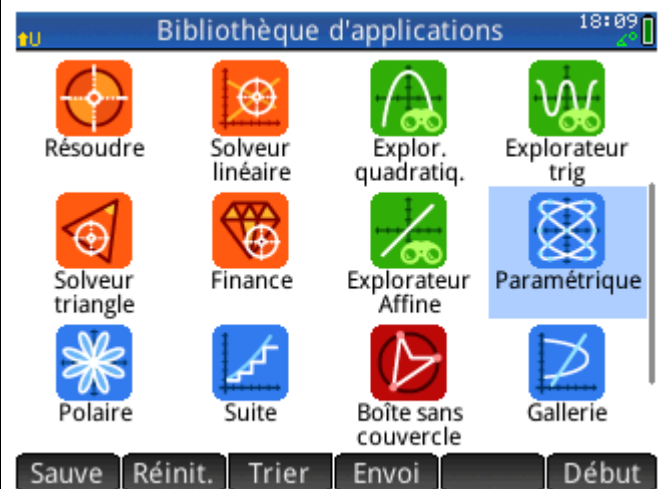 Bibliothèque d'applications
18:09
U
Résoudre
Solveur
linéaire
Explor.
quadratiq.
Explorateur
trig
Solveur
triangle
Finance
Explorateur
Affine
Paramétrique
Polaire
Suite
Boîte sans
couvercle
Gallerie
Sauve
Réinit.
Trier
Envoi
Début